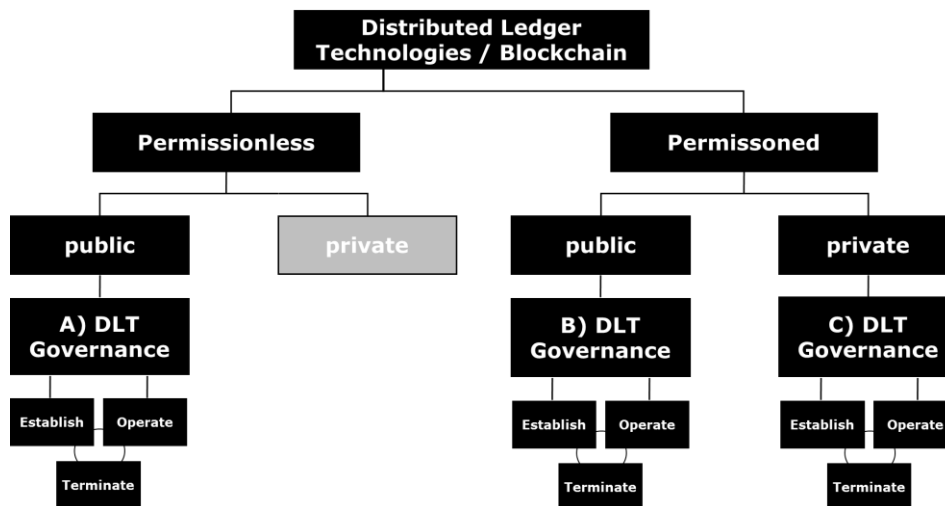 Distributed Ledger
Technologies / Blockchain
Permissionless
Permissoned
public
private
public
private
A) DLT
Governance
B) DLT
Governance
C) DLT
Governance
Establish
Operate
Establish
Operate
Establish
Operate
Terminate
Terminate
Terminate